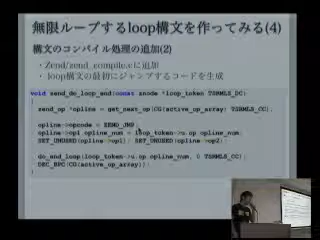 無限ループするloop構文を作ってみる(4)
構文のコンパイル処理の追加(2)
・Zend/zend_compile.cに追加
・loop構文の最初にジャンプするコードを生成
void zend_do_loop_end(const znode *loop_token TSRMLS_DC)
{
zend_op *opline = get_next_op(CG(active_op_array) TSRMLS_CC);
opline->opcode = ZEND_JMP;
opline->op1.opline_num = loop_token->u.op.opline_num;
SET_UNUSED(opline->op1); SET_UNUSED(opline->op2);
do_end_loop(loop_token->u.op.opline_num, 0 TSRMLS_CC);
DEC_BPC(CG(active_op_array));
}